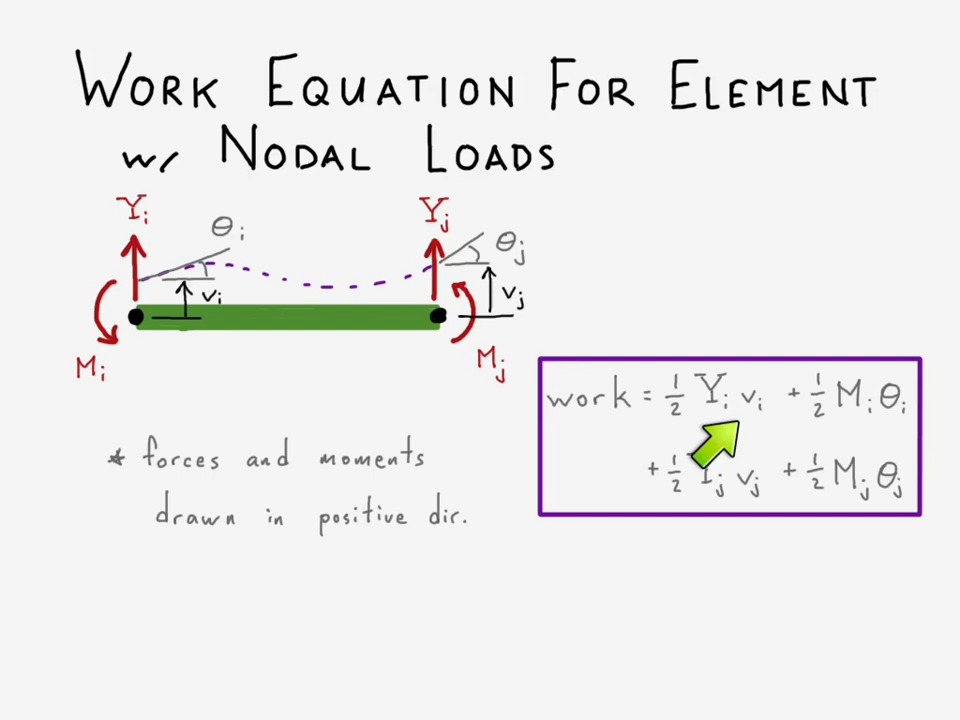 WORK EQUATION FOR ELEMENT
w/ NODAL LOADS
Yi Yj
θi θj
vi vj
Mi Mj
work = 1/2 Yi vi + 1/2 Mi θi
+ 1/2 Yj vj + 1/2 Mj θj
* forces and moments
drawn in positive dir.